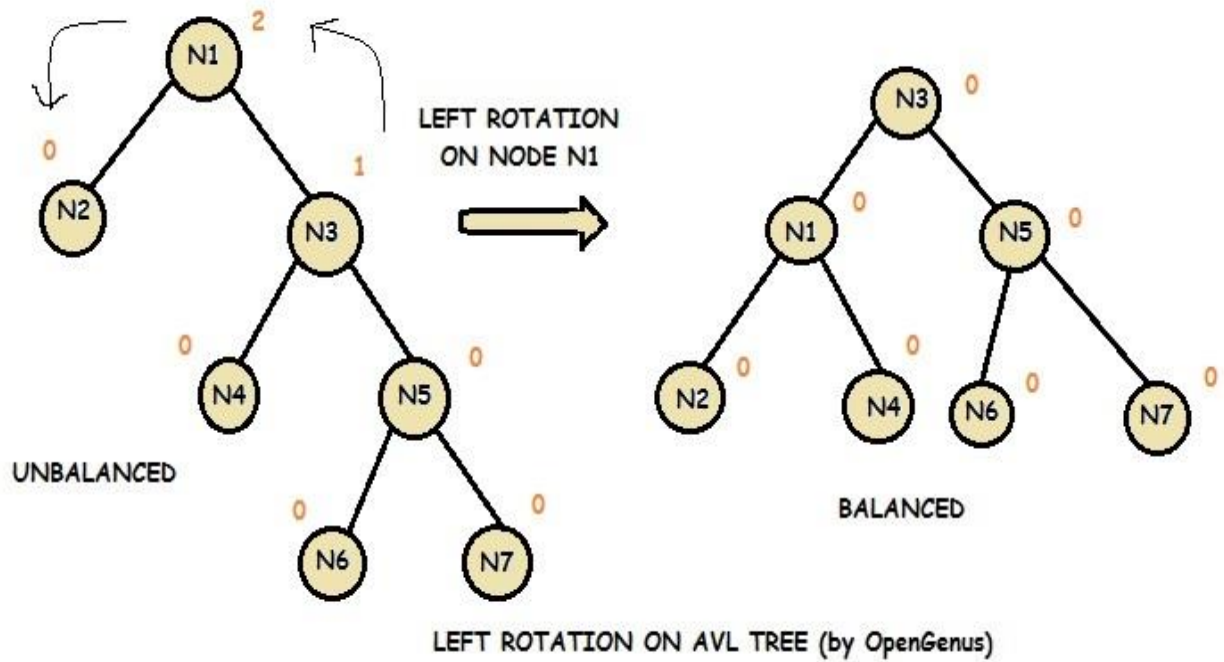 2
N1
0
1
N2
N3
0
0
N4
N5
0
0
N6
N7
UNBALANCED
LEFT ROTATION
ON NODE N1
0
N3
0
0
N1
N5
0
0
0
0
N2
N4
N6
N7
BALANCED
LEFT ROTATION ON AVL TREE (by OpenGenus)